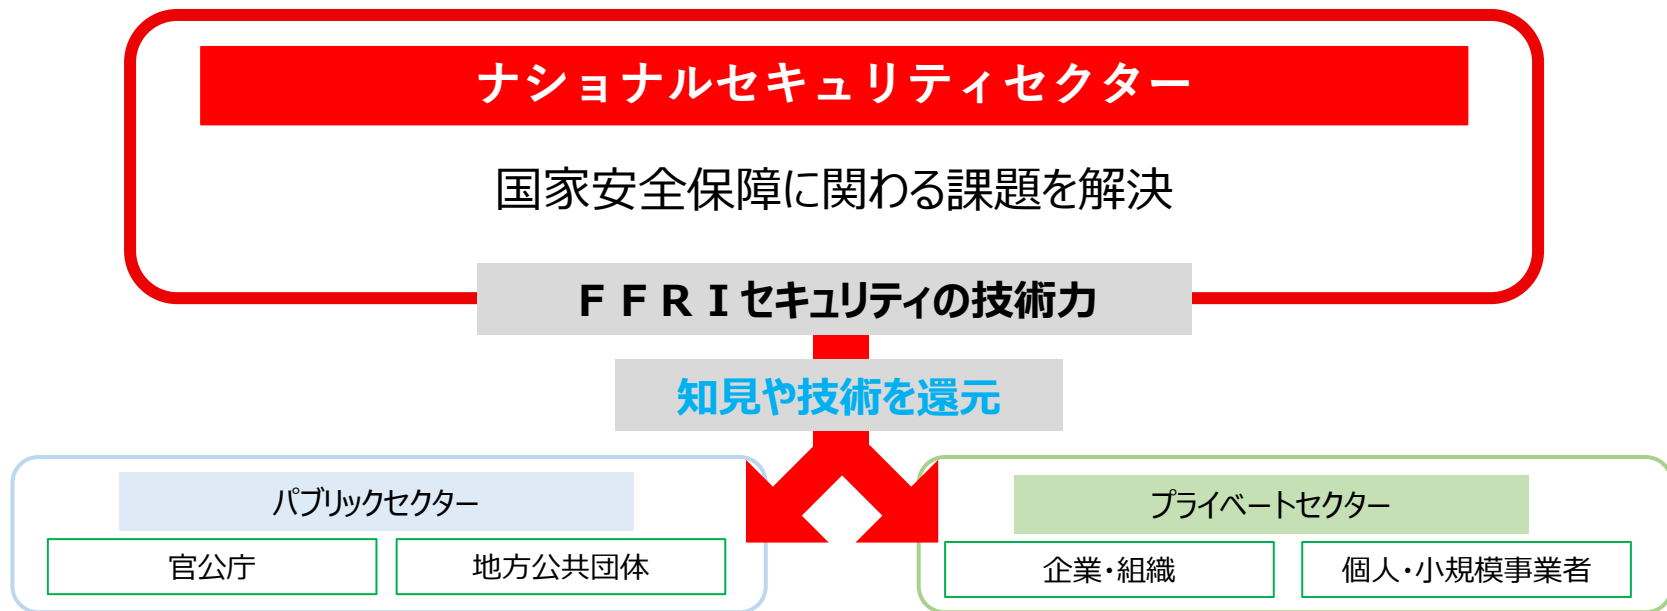 ナショナルセキュリティセクター
国家安全保障に関わる課題を解決
ＦＦＲＩセキュリティの技術力
知見や技術を還元
パブリックセクター
官公庁
地方公共団体
プライベートセクター
企業・組織
個人・小規模事業者